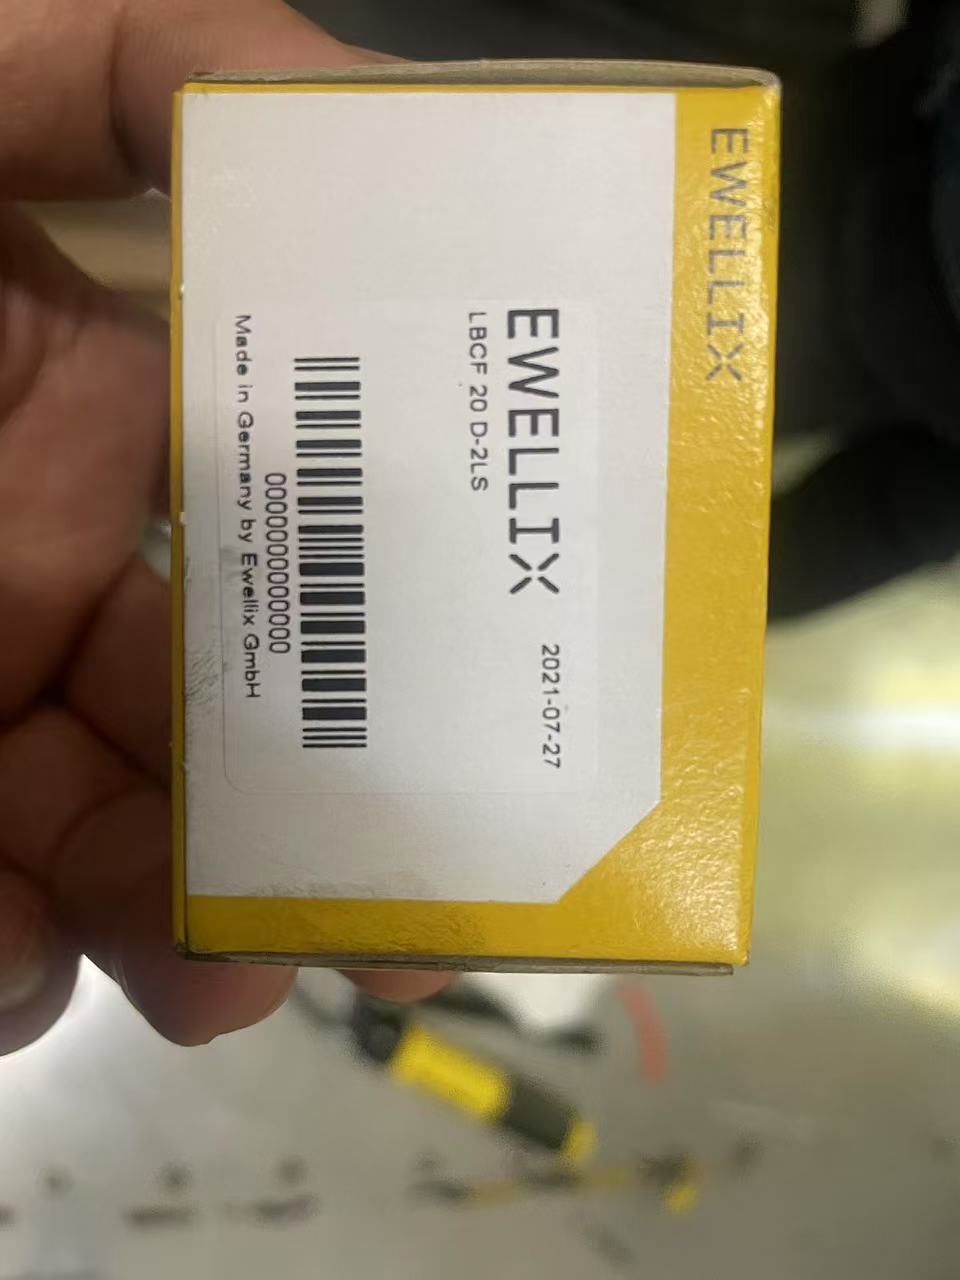 EWELLIX
EWELLIX 2021-07-27
LBCF 20 D-2LS
0000000000000
Made in Germany by Ewellix GmbH